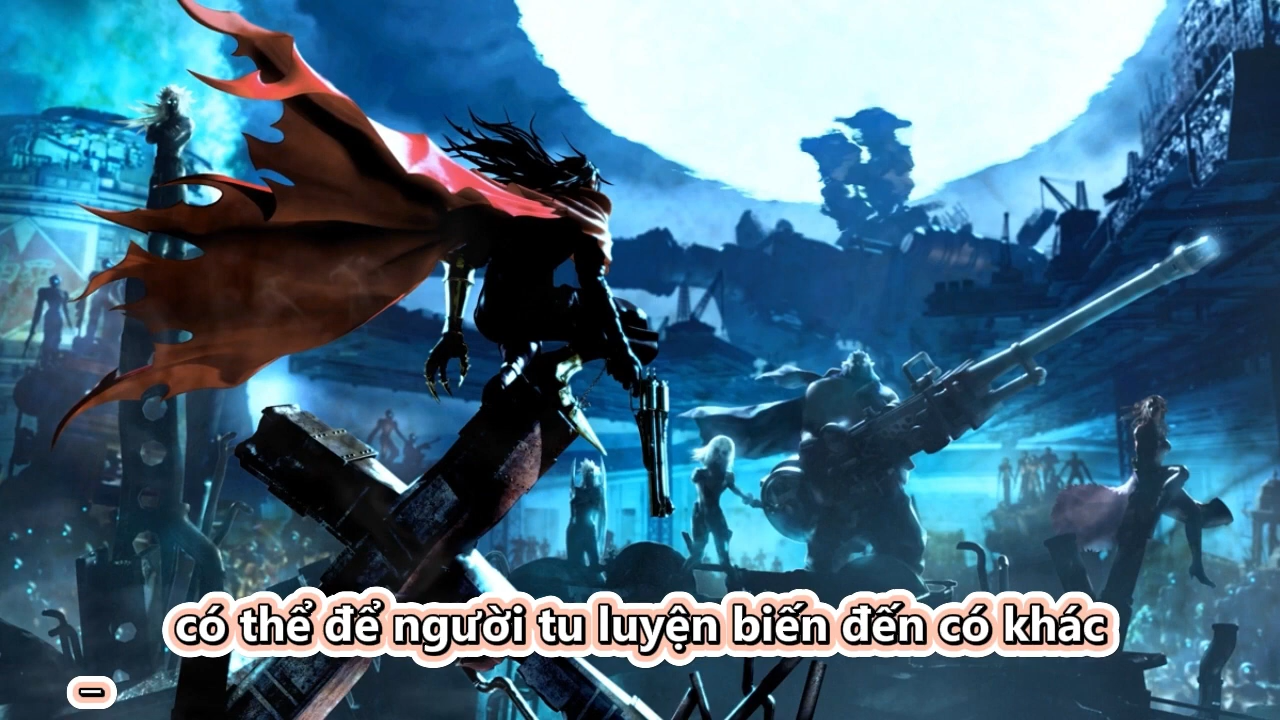 có thể để người tu luyện biến đến có khác
–